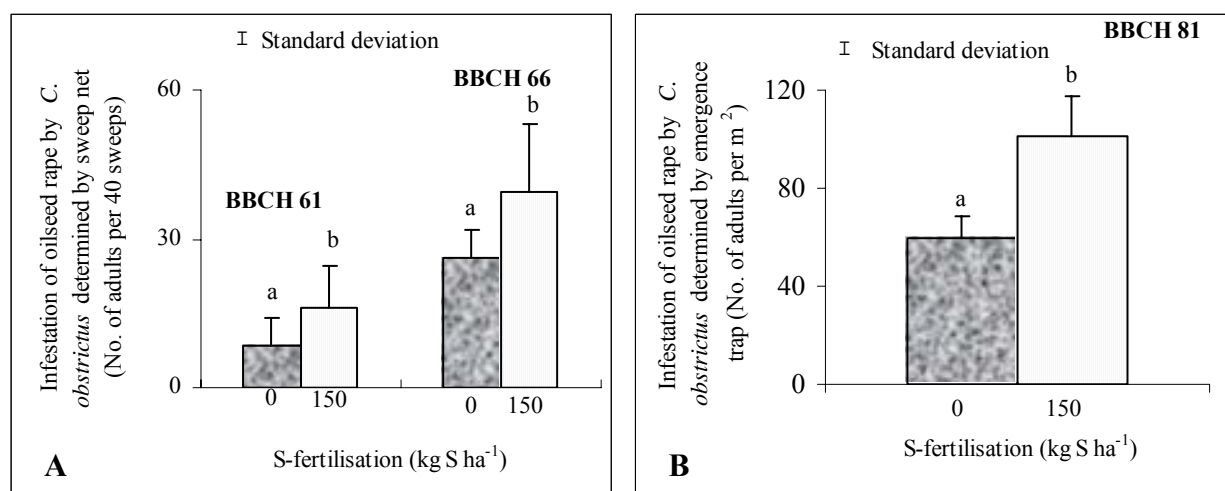 Standard deviation
Infestation of oilseed rape by C.
obstrictus determined by sweep net
(No. of adults per 40 sweeps)
60
30
0
BBCH 61
BBCH 66
a
b
a
b
0
150
0
150
S-fertilisation (kg S ha⁻¹)
A
BBCH 81
Standard deviation
Infestation of oilseed rape by C.
obstrictus determined by emergence
trap (No. of adults per m ²)
120
80
40
0
a
b
0
150
S-fertilisation (kg S ha⁻¹)
B